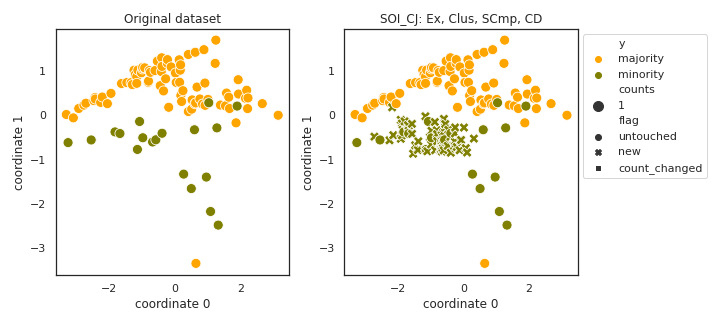 Original dataset
SOI_CJ: Ex, Clus, SCmp, CD
1
0
−1
−2
−3
coordinate 1
−2
0
2
coordinate 0
1
0
−1
−2
−3
coordinate 1
−2
0
2
coordinate 0
y
majority
minority
counts
1
flag
untouched
new
count_changed